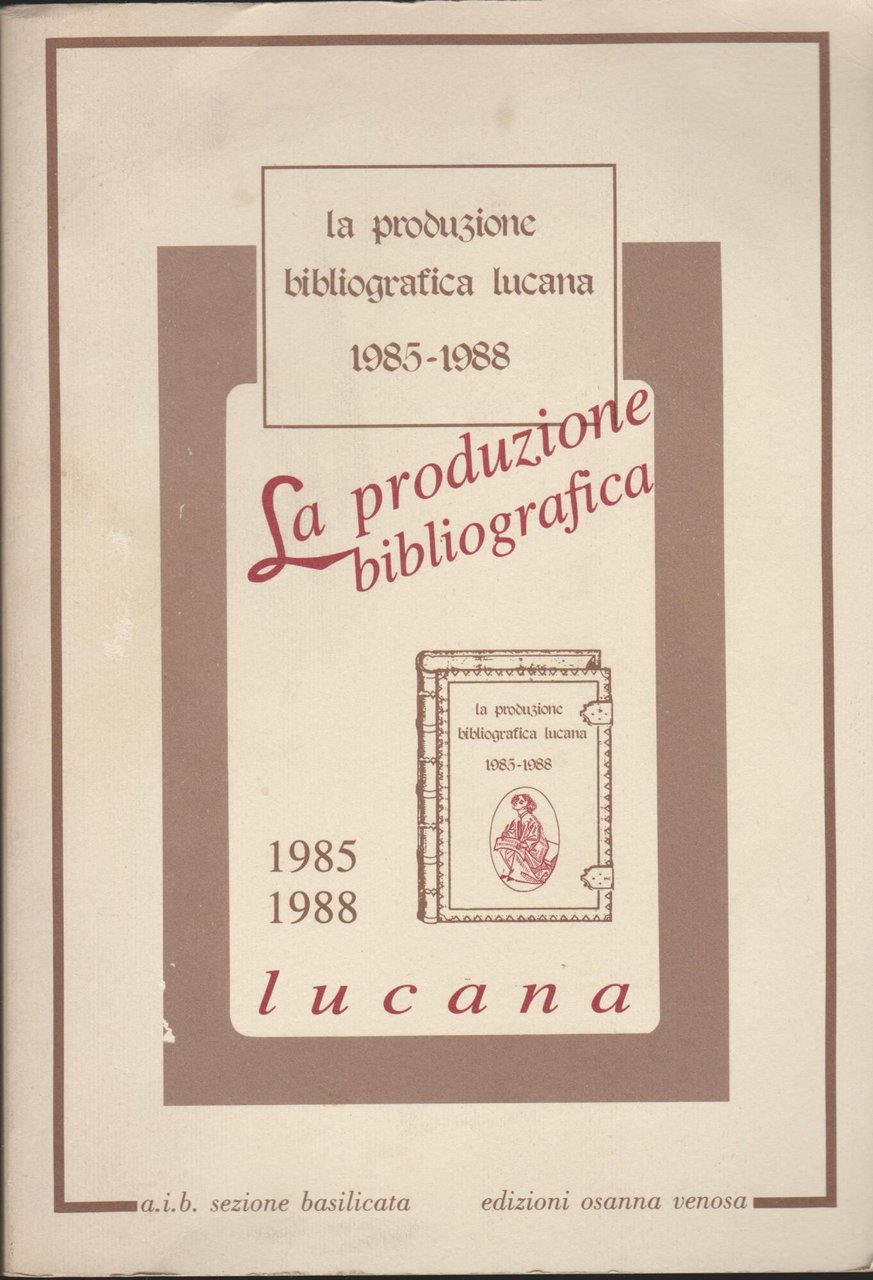 la produzione
bibliografica lucana
1985-1988
La produzione
bibliografica
la produzione
bibliografica lucana
1985-1988
1985
1988
lucana
a.i.b. sezione basilicata
edizioni osanna venosa